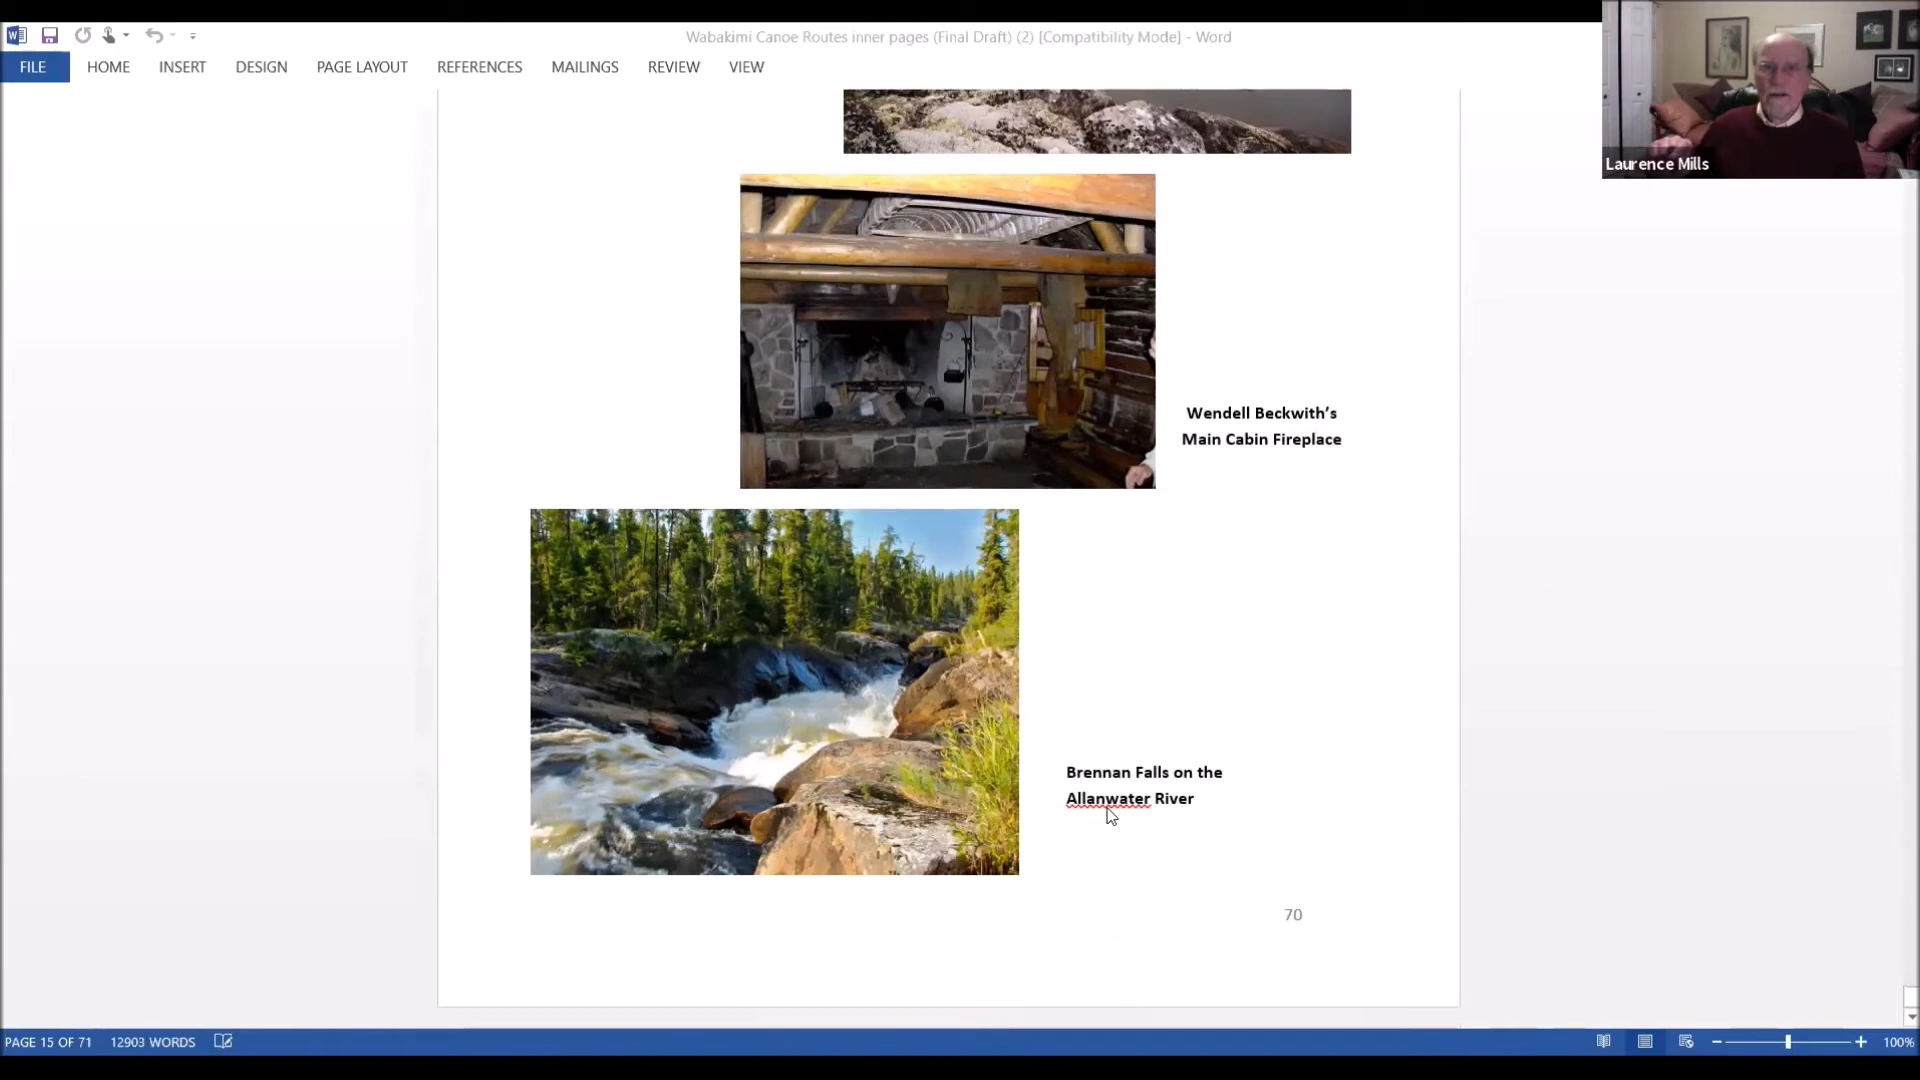 Wabakimi Canoe Routes inner pages (Final Draft) (2) [Compatibility Mode] - Word
FILE HOME INSERT DESIGN PAGE LAYOUT REFERENCES MAILINGS REVIEW VIEW
Laurence Mills
Wendell Beckwith’s
Main Cabin Fireplace
Brennan Falls on the
Allanwater River
70
PAGE 15 OF 71 12903 WORDS 100%